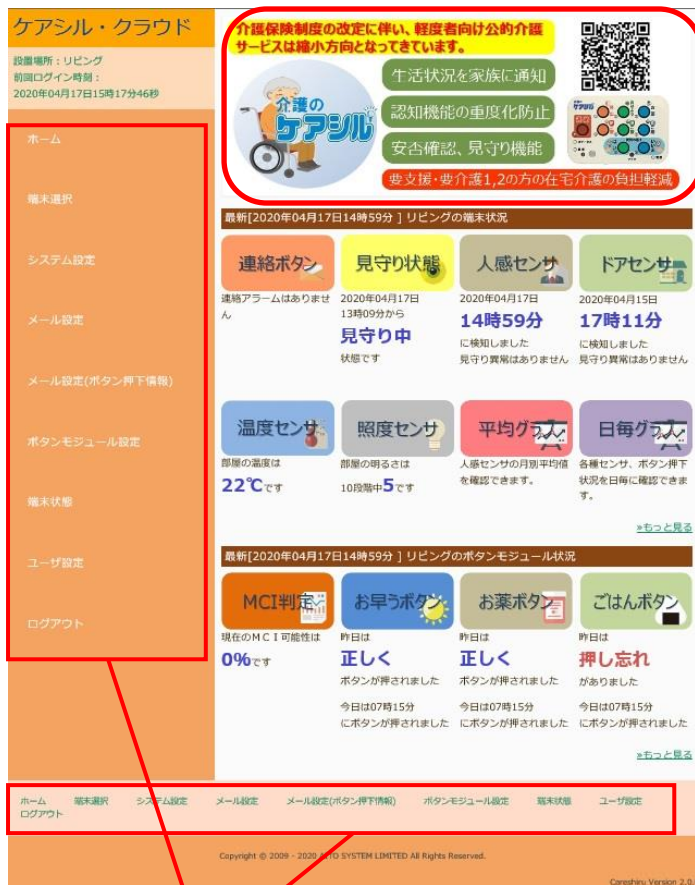 ケアシル・クラウド
設置場所：リビング
前回ログイン時刻：
2020年04月17日15時17分46秒
ホーム
端末選択
システム設定
メール設定
メール設定(ボタン押下情報)
ボタンモジュール設定
端末状態
ユーザ設定
ログアウト
介護保険制度の改定に伴い、軽度者向け公的介護
サービスは縮小方向となってきています。
介護の
ケアシル
生活状況を家族に通知
認知機能の重度化防止
安否確認、見守り機能
要支援・要介護1,2の方の在宅介護の負担軽減
最新[2020年04月17日14時59分 ] リビングの端末状況
連絡ボタン
連絡アラームはありませ
ん
見守り状態
2020年04月17日
13時09分から
見守り中
状態です
人感センサ
2020年04月17日
14時59分
に検知しました
見守り異常はありません
ドアセンサ
2020年04月15日
17時11分
に検知しました
見守り異常はありません
温度センサ
部屋の温度は
22℃です
照度センサ
部屋の明るさは
10段階中5です
平均グラフ
人感センサの月別平均値
を確認できます。
日毎グラフ
各種センサ、ボタン押下
状況を日毎に確認できま
す。
»もっと見る
最新[2020年04月17日14時59分 ] リビングのボタンモジュール状況
MCI判定
現在のＭＣＩ可能性は
0%です
お早うボタン
昨日は
正しく
ボタンが押されました
今日は07時15分
にボタンが押されました
お薬ボタン
昨日は
正しく
ボタンが押されました
今日は07時15分
にボタンが押されました
ごはんボタン
昨日は
押し忘れ
がありました
今日は07時15分
にボタンが押されました
»もっと見る
ホーム 端末選択 システム設定 メール設定 メール設定(ボタン押下情報) ボタンモジュール設定 端末状態 ユーザ設定
ログアウト
Copyright © 2009 - 2020 SYSTEM LIMITED All Rights Reserved.
Careshiru Version 2.0